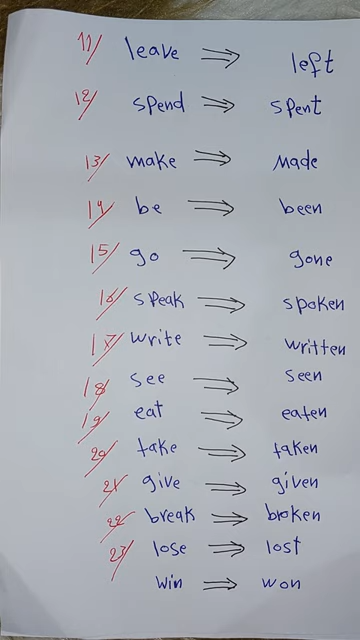 11/ leave ⇒ left
12/ spend ⇒ spent
13/ make ⇒ made
14/ be ⇒ been
15/ go ⇒ gone
16/ speak ⇒ spoken
17/ write ⇒ written
18/ see ⇒ seen
19/ eat ⇒ eaten
20/ take ⇒ taken
21/ give ⇒ given
22/ break ⇒ broken
23/ lose ⇒ lost
win ⇒ won